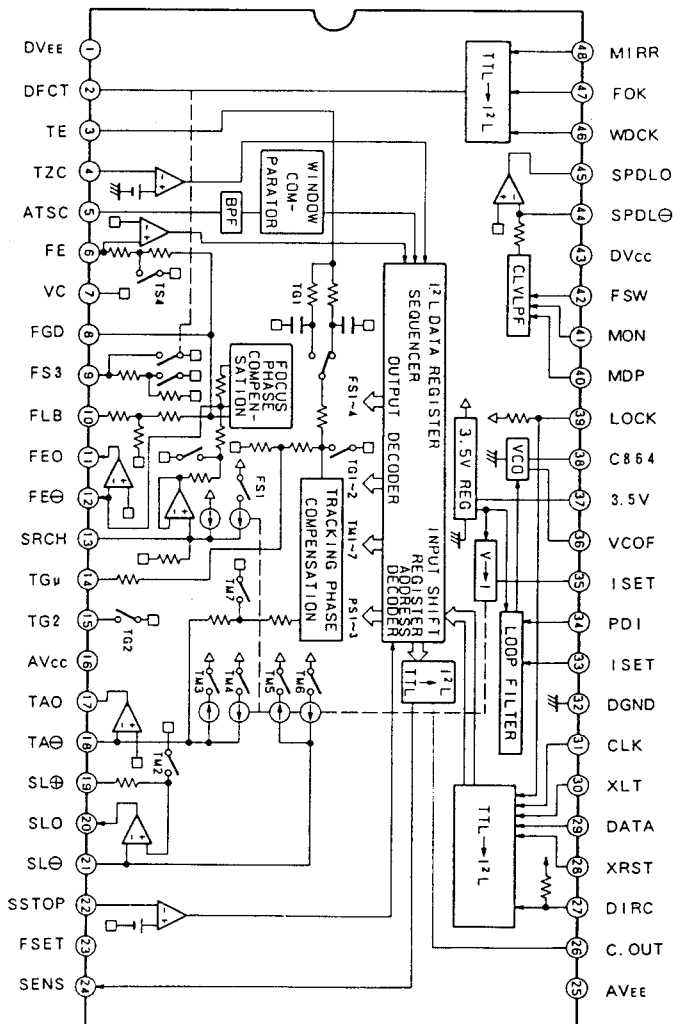 DVEE 1
DFCT 2
TE 3
TZC 4
ATSC 5
FE 6
VC 7
FGD 8
FS3 9
FLB 10
FEO 11
FE⊖ 12
SRCH 13
TGμ 14
TG2 15
AVcc 16
TAO 17
TA⊖ 18
SL⊕ 19
SLO 20
SL⊖ 21
SSTOP 22
FSET 23
SENS 24
48 MIRR
47 FOK
46 WDCK
45 SPDLO
44 SPDL⊖
43 DVcc
42 FSW
41 MON
40 MDP
39 LOCK
38 C864
37 3.5V
36 VCOF
35 ISET
34 PDI
33 ISET
32 DGND
31 CLK
30 XLT
29 DATA
28 XRST
27 DIRC
26 C.OUT
25 AVEE
TTL→I²L
BPF
WINDOW
COM-
PARATOR
TS4
TG1
FOCUS
PHASE
COMPEN-
SATION
FS1
I²L DATA REGISTER
SEQUENCER
OUTPUT DECODER
INPUT SHIFT
REGISTER
ADDRESS
DECODER
FS1~4
TG1~2
TM1~7
PS1~3
TRACKING PHASE
COMPENSATION
TM7
TG2
TM3
TM4
TM5
TM6
TM2
I²L
↓
TTL
CLVLPF
3.5V REG
VCO
V→I
LOOP FILTER
TTL→I²L